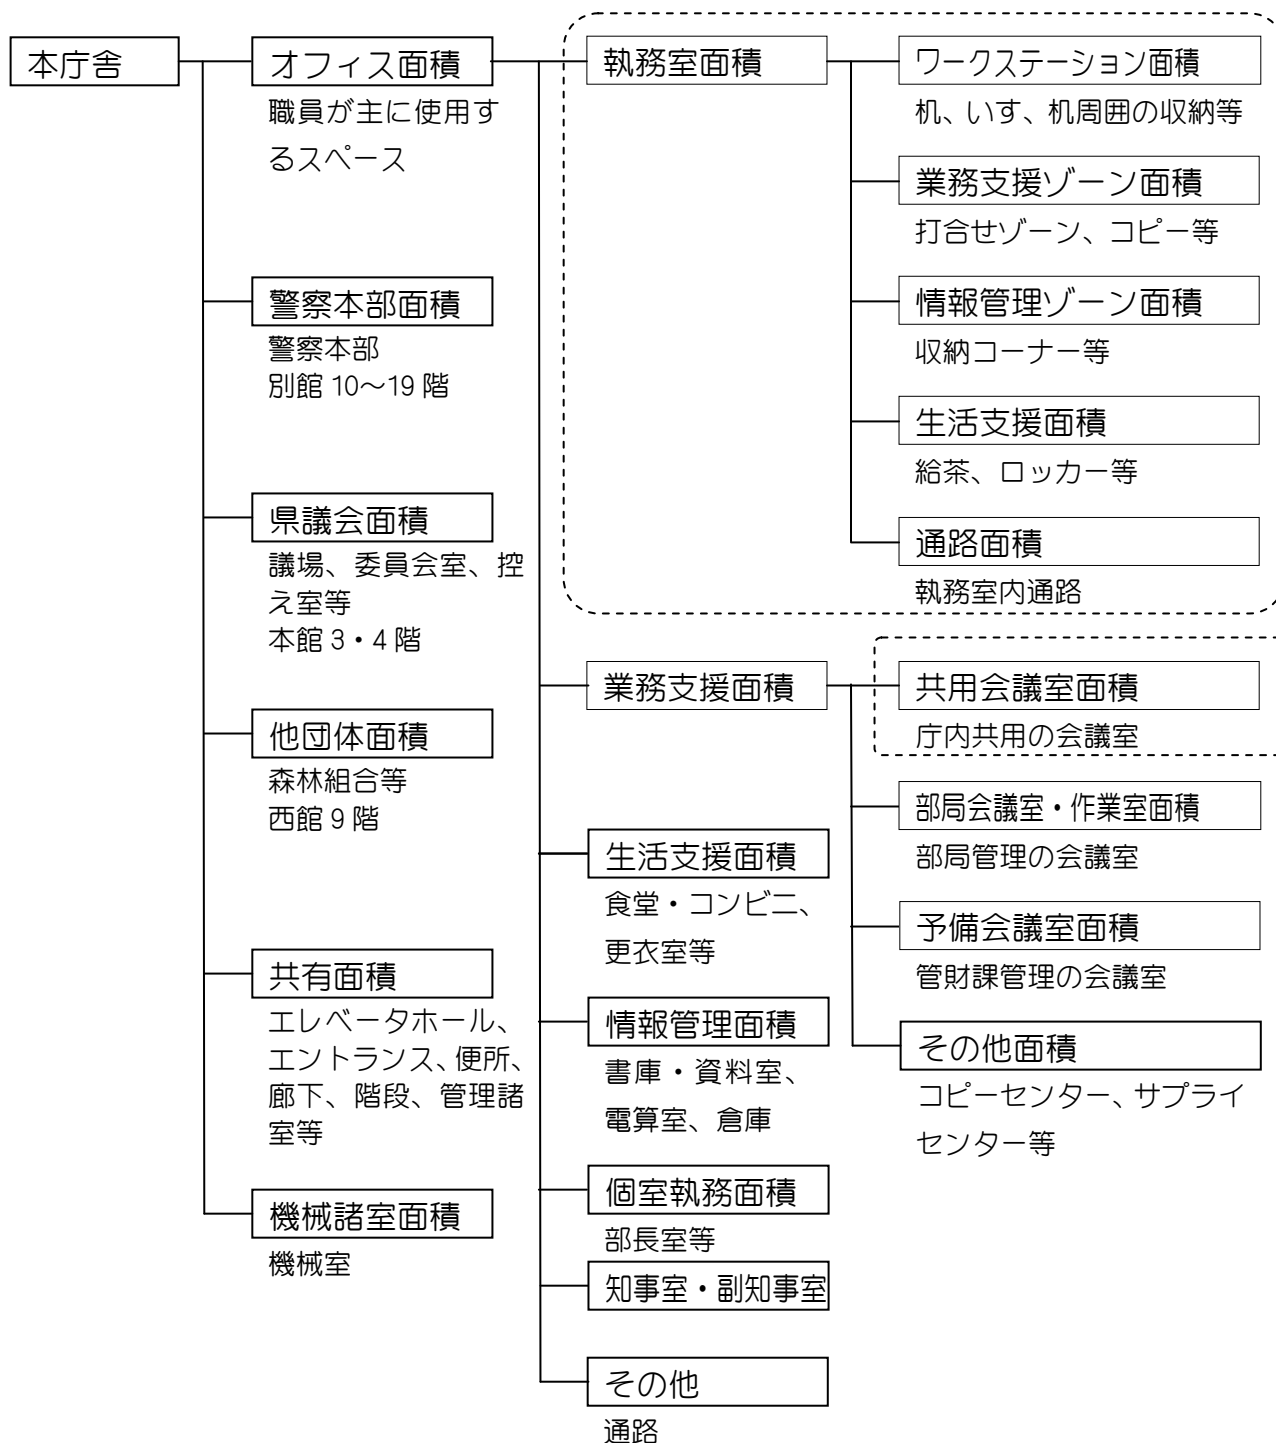 本庁舎
オフィス面積
職員が主に使用す
るスペース
警察本部面積
警察本部
別館 10~19 階
県議会面積
議場、委員会室、控
え室等
本館 3・4 階
他団体面積
森林組合等
西館 9 階
共有面積
エレベータホール、
エントランス、便所、
廊下、階段、管理諸
室等
機械諸室面積
機械室
執務室面積
ワークステーション面積
机、いす、机周囲の収納等
業務支援ゾーン面積
打合せゾーン、コピー等
情報管理ゾーン面積
収納コーナー等
生活支援面積
給茶、ロッカー等
通路面積
執務室内通路
業務支援面積
共用会議室面積
庁内共用の会議室
部局会議室・作業室面積
部局管理の会議室
予備会議室面積
管財課管理の会議室
その他面積
コピーセンター、サプライ
センター等
生活支援面積
食堂・コンビニ、
更衣室等
情報管理面積
書庫・資料室、
電算室、倉庫
個室執務面積
部長室等
知事室・副知事室
その他
通路